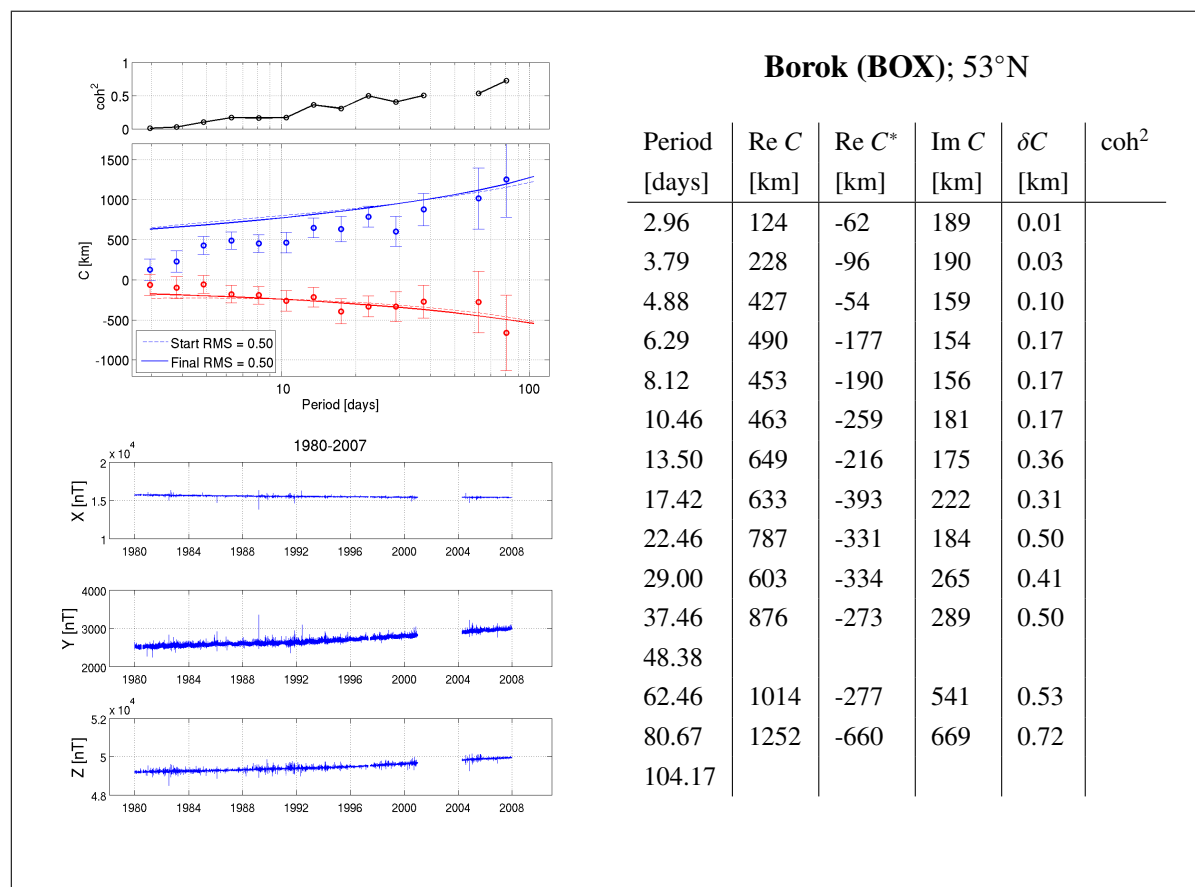 Borok (BOX); 53°N
1
0.5
0
coh²
1500
1000
500
0
-500
-1000
C [km]
Start RMS = 0.50
Final RMS = 0.50
10
100
Period [days]
1980-2007
x 10⁴
2
1.5
1
X [nT]
1980 1984 1988 1992 1996 2000 2004 2008
4000
3000
2000
Y [nT]
1980 1984 1988 1992 1996 2000 2004 2008
x 10⁴
5.2
5
4.8
Z [nT]
1980 1984 1988 1992 1996 2000 2004 2008
Period Re C Re C* Im C δC coh²
[days] [km] [km] [km] [km]
2.96 124 -62 189 0.01
3.79 228 -96 190 0.03
4.88 427 -54 159 0.10
6.29 490 -177 154 0.17
8.12 453 -190 156 0.17
10.46 463 -259 181 0.17
13.50 649 -216 175 0.36
17.42 633 -393 222 0.31
22.46 787 -331 184 0.50
29.00 603 -334 265 0.41
37.46 876 -273 289 0.50
48.38
62.46 1014 -277 541 0.53
80.67 1252 -660 669 0.72
104.17